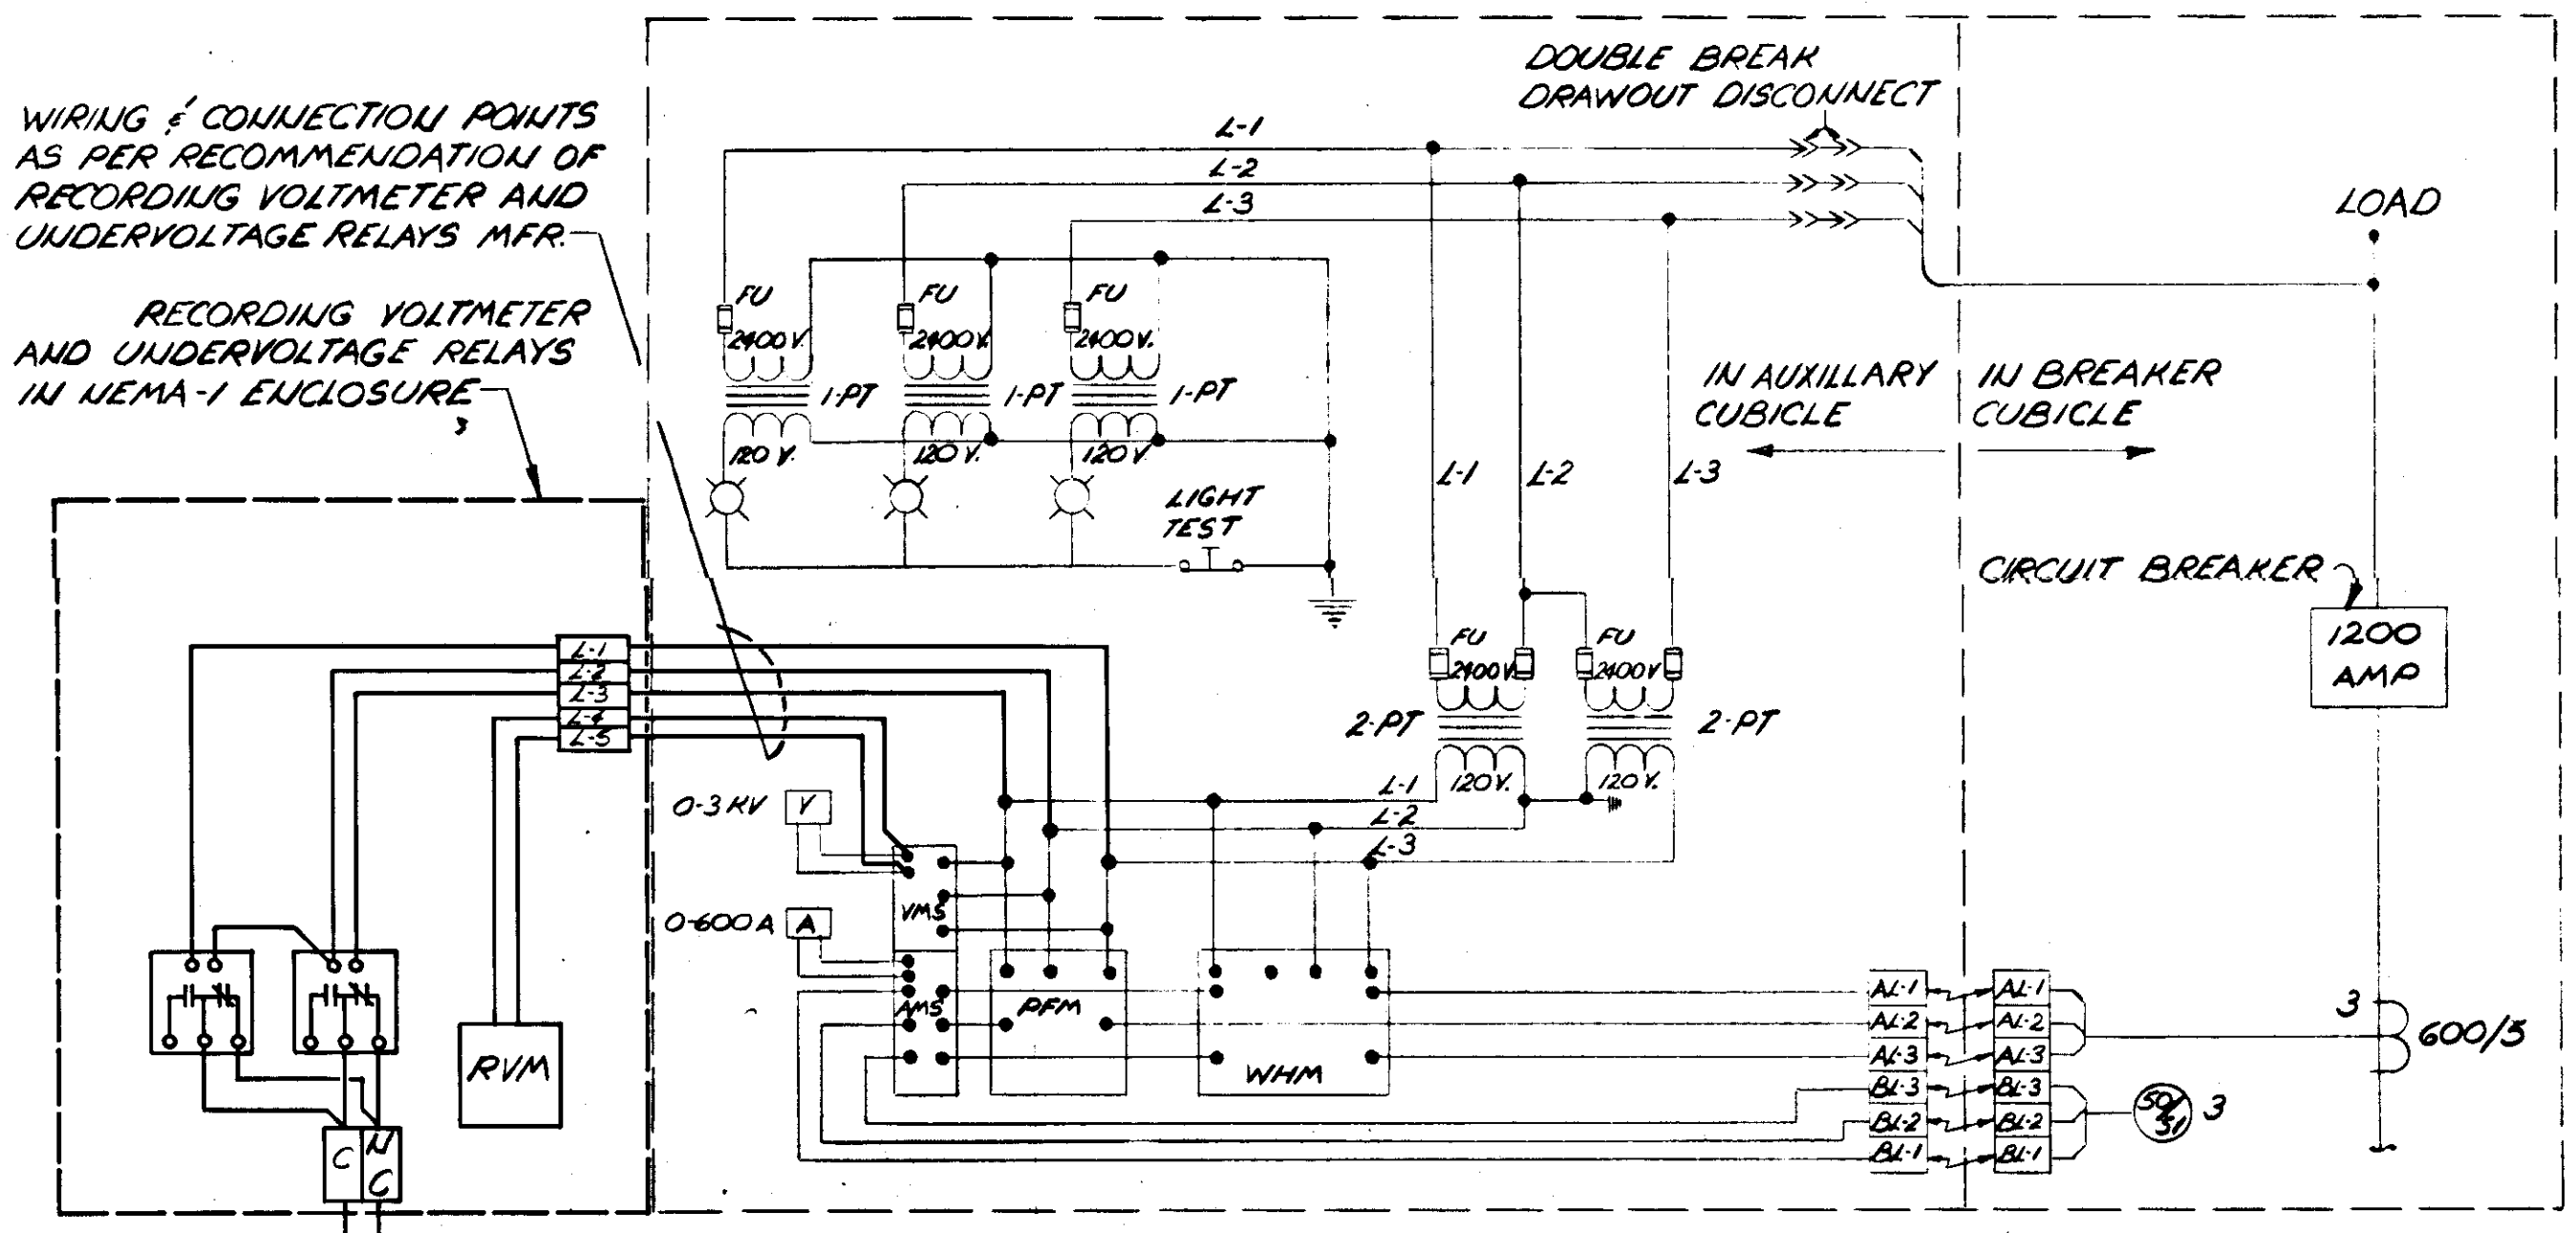 WIRING & CONNECTION POINTS
AS PER RECOMMENDATION OF
RECORDING VOLTMETER AND
UNDERVOLTAGE RELAYS MFR.
RECORDING VOLTMETER
AND UNDERVOLTAGE RELAYS
IN NEMA-1 ENCLOSURE
DOUBLE BREAK
DRAWOUT DISCONNECT
L-1
L-2
L-3
LOAD
FU
FU
FU
2400 V.
2400 V.
2400 V.
1-PT
1-PT
1-PT
120 V.
120 V.
120 V.
LIGHT
TEST
L-1
L-2
L-3
IN AUXILLARY
CUBICLE
IN BREAKER
CUBICLE
CIRCUIT BREAKER
1200
AMP
FU
FU
2400 V.
2400 V.
2-PT
2-PT
120 V.
120 V.
L-1
L-2
L-3
L-1
L-2
L-3
L-4
L-5
0-3 KV
V
0-600 A
A
VMS
AMS
PFM
WHM
RVM
C
N
C
AL-1
AL-2
AL-3
BL-3
BL-2
BL-1
AL-1
AL-2
AL-3
BL-3
BL-2
BL-1
3
600/5
50/
51
3